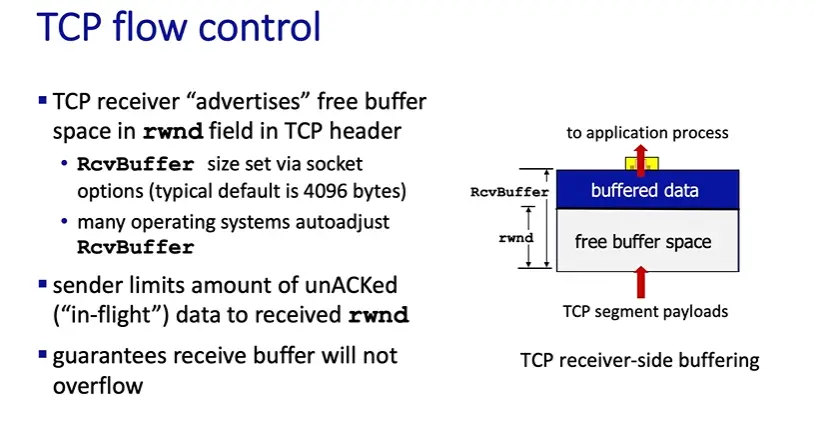 TCP flow control
▪ TCP receiver “advertises” free buffer
space in rwnd field in TCP header
• RcvBuffer size set via socket
options (typical default is 4096 bytes)
• many operating systems autoadjust
RcvBuffer
▪ sender limits amount of unACKed
(“in-flight”) data to received rwnd
▪ guarantees receive buffer will not
overflow
to application process
RcvBuffer
buffered data
rwnd
free buffer space
TCP segment payloads
TCP receiver-side buffering